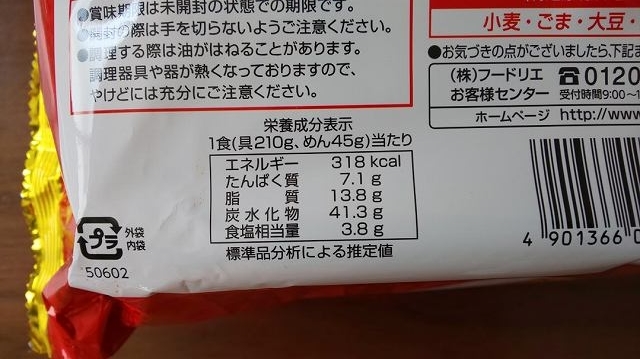 ●賞味期限は未開封の状態での期限です。
●開封の際は手を切らないようご注意ください。
●調理する際は油がはねることがあります。
調理器具や器が熱くなっておりますので、
やけどには充分にご注意ください。
小麦・ごま・大豆・
●お気づきの点がございましたら、下記ま
(株)フードリエ
お客様センター
0120
受付時間9:00〜1
ホームページ http://www
栄養成分表示
1食(具210g、めん45g)当たり
エネルギー 318 kcal
たんぱく質 7.1 g
脂質 13.8 g
炭水化物 41.3 g
食塩相当量 3.8 g
標準品分析による推定値
プラ
外袋
内袋
50602
4 901366 0